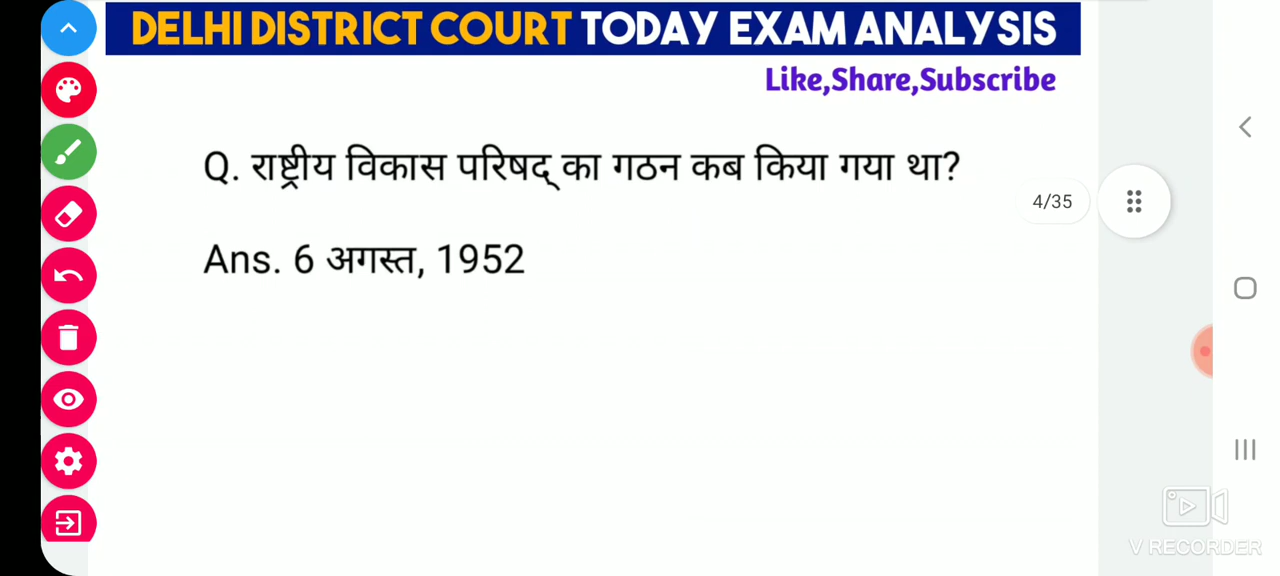 DELHI DISTRICT COURT TODAY EXAM ANALYSIS
Like,Share,Subscribe
Q. राष्ट्रीय विकास परिषद् का गठन कब किया गया था?
4/35
Ans. 6 अगस्त, 1952
V RECORDER